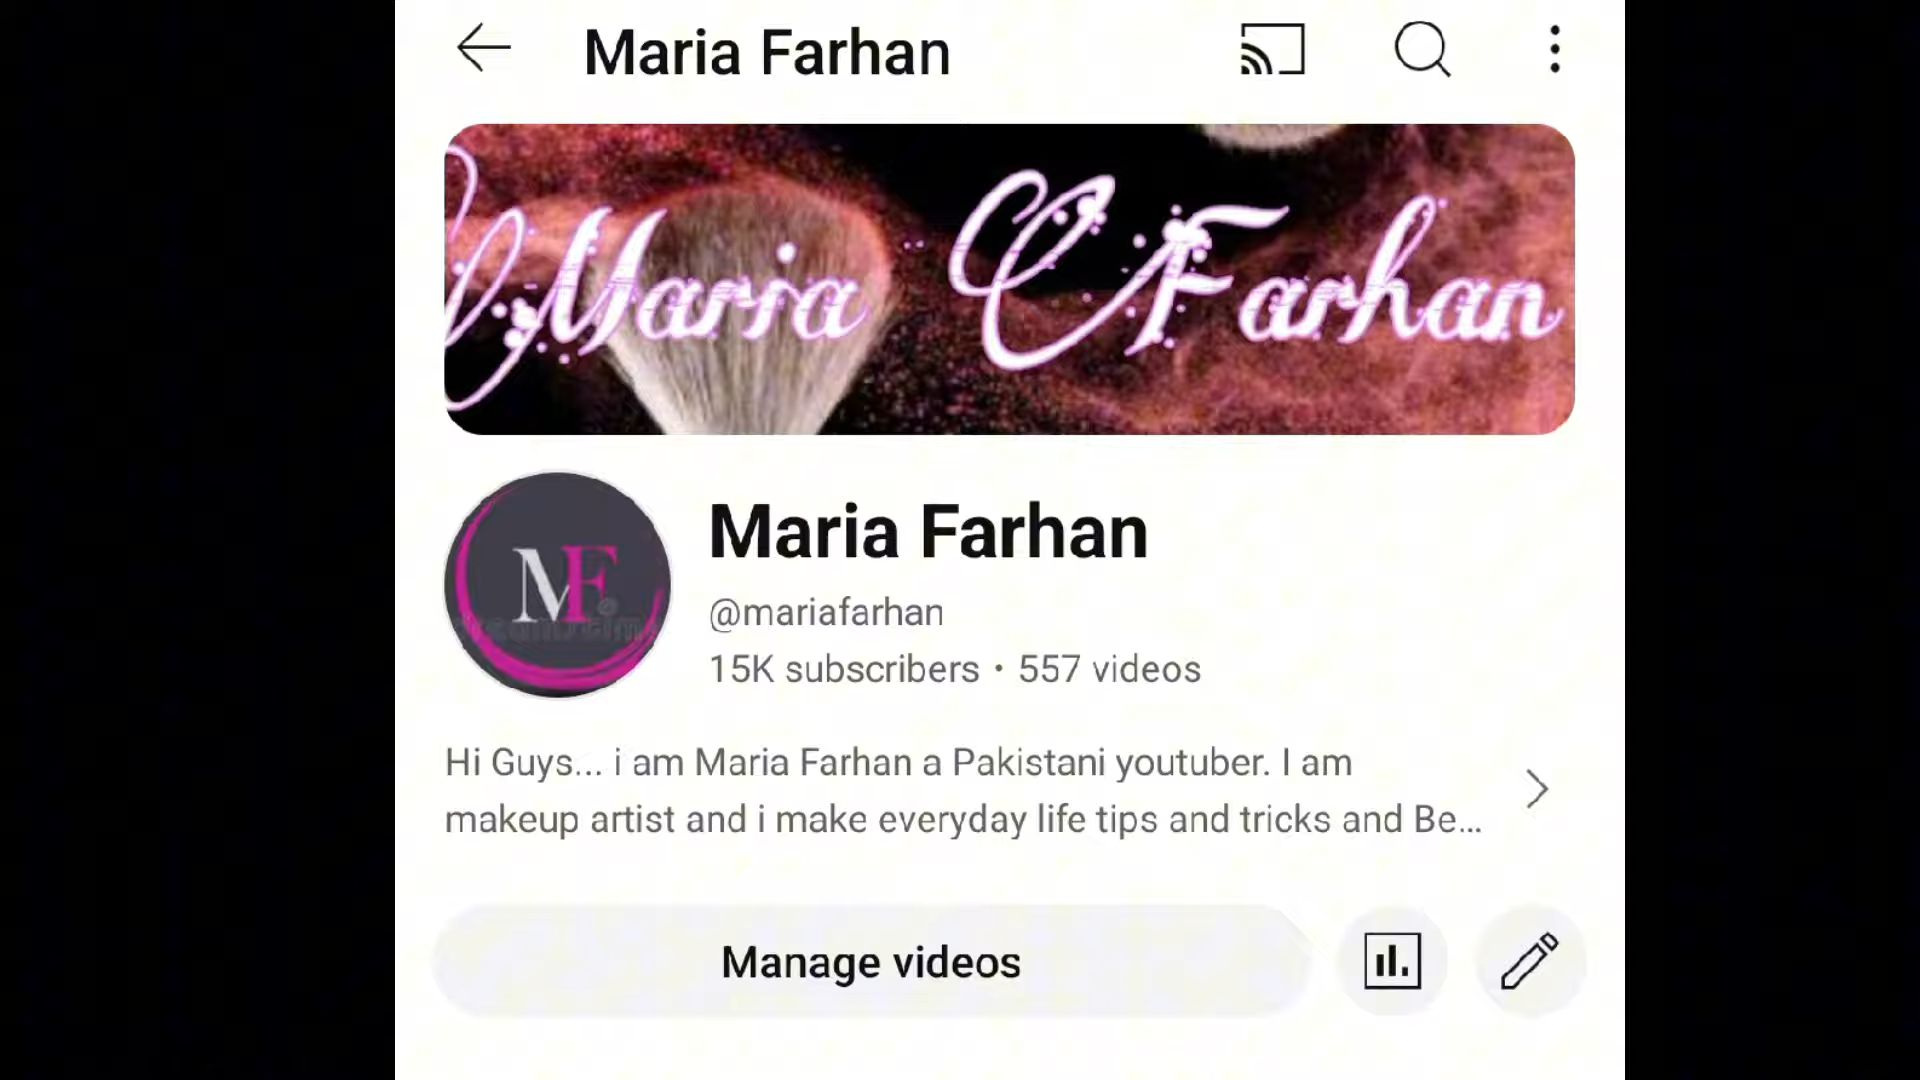 Maria Farhan
Maria Farhan
MF
Maria Farhan
@mariafarhan
15K subscribers • 557 videos
Hi Guys... i am Maria Farhan a Pakistani youtuber. I am
makeup artist and i make everyday life tips and tricks and Be...
Manage videos